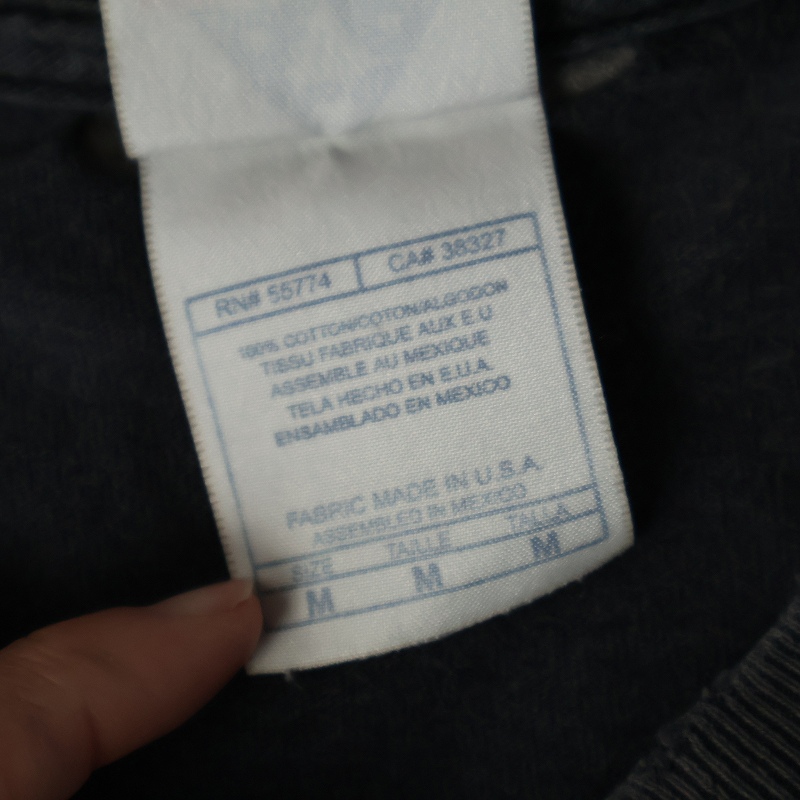 RN# 55774 CA# 38327
100% COTTON/COTON/ALGODON
TISSU FABRIQUE AUX E.U
ASSEMBLE AU MEXIQUE
TELA HECHO EN E.U.A.
ENSAMBLADO EN MEXICO
FABRIC MADE IN U.S.A.
ASSEMBLED IN MEXICO
SIZE TAILLE TALLA
M M M